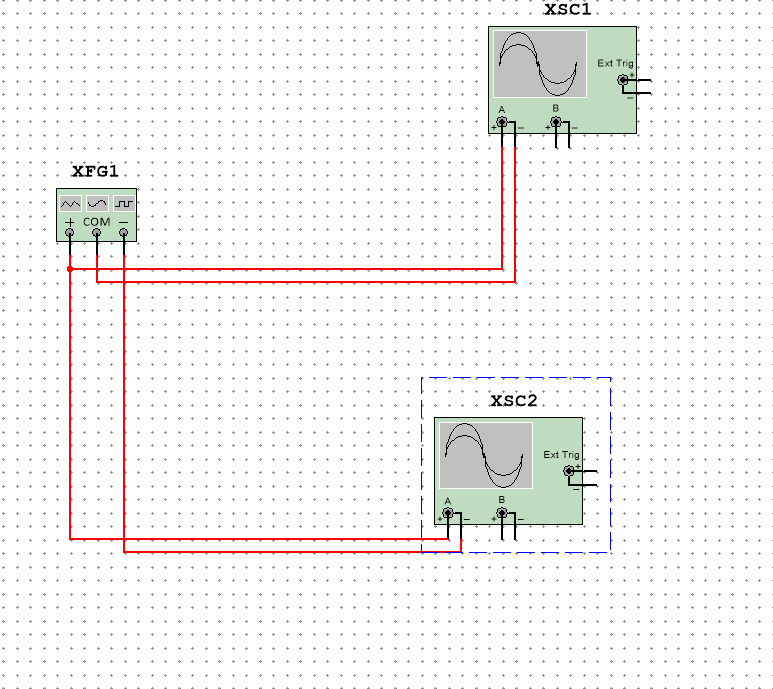 XSC1
Ext Trig
+
−
A
B
+ − + −
XFG1
+ COM −
XSC2
Ext Trig
+
−
A
B
+ − + −